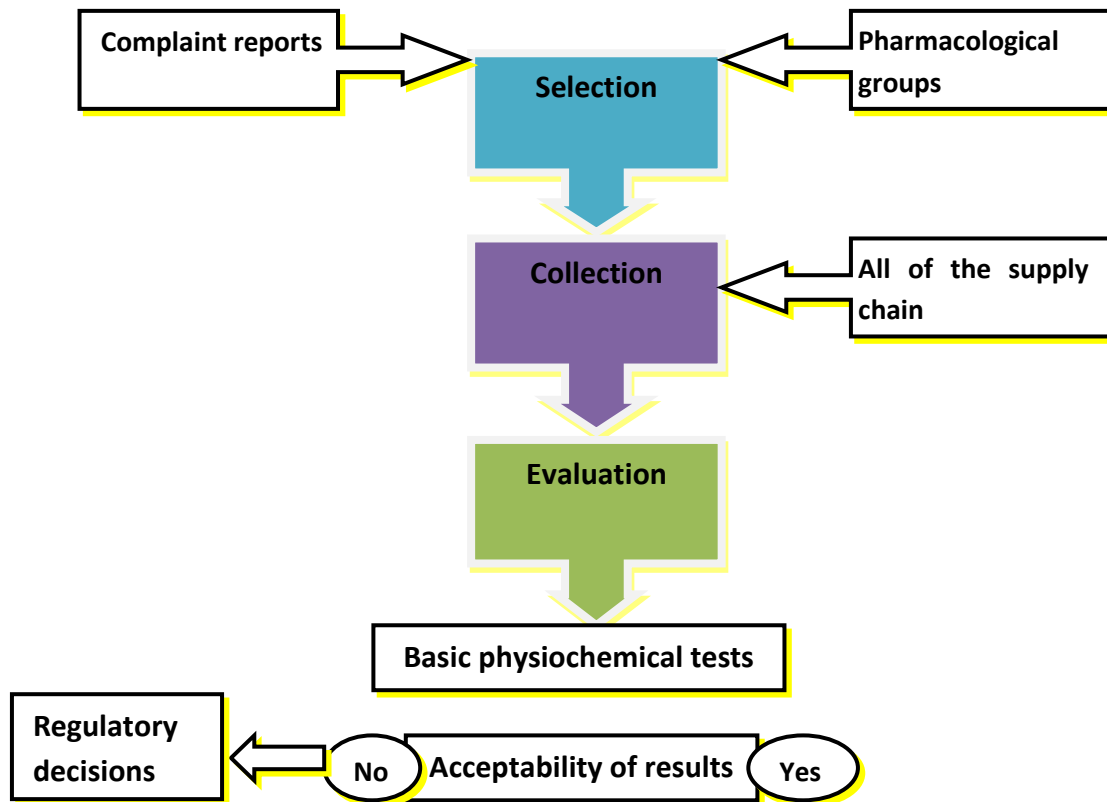 Complaint reports
Pharmacological
groups
Selection
Collection
All of the supply
chain
Evaluation
Basic physiochemical tests
Regulatory
decisions
No
Acceptability of results
Yes